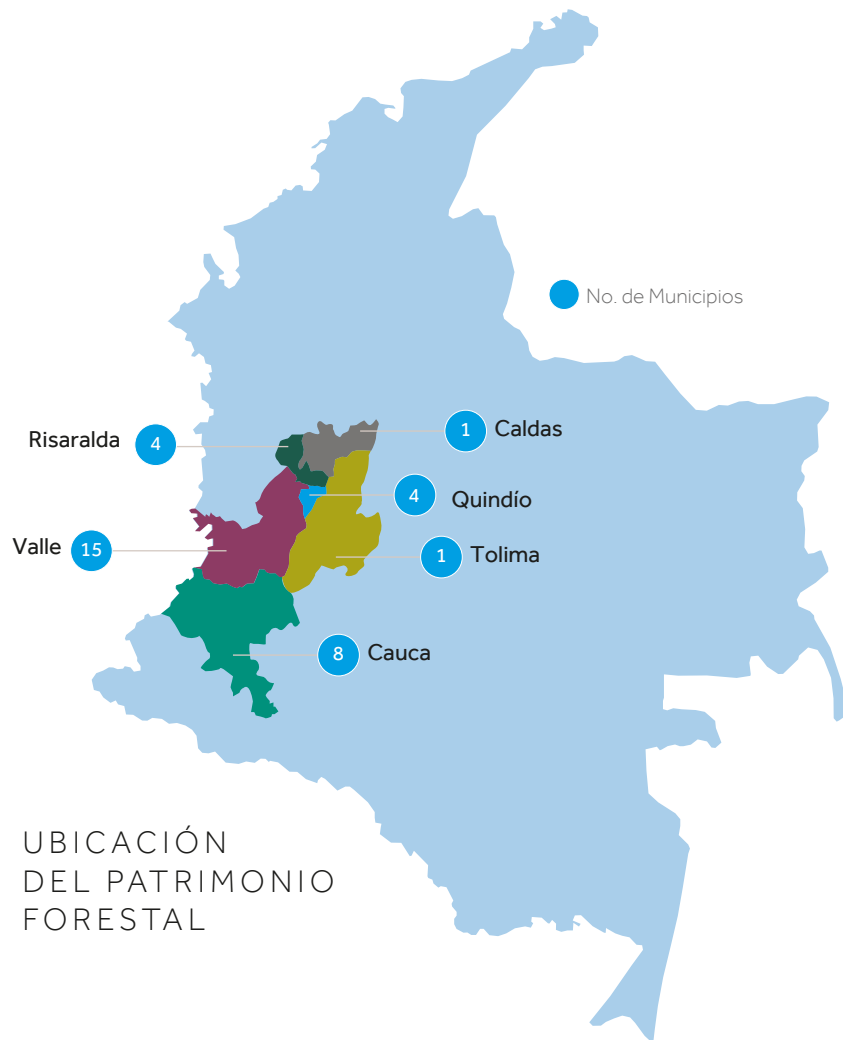 No. de Municipios
Risaralda 4
1 Caldas
4 Quindío
Valle 15
1 Tolima
8 Cauca
UBICACIÓN
DEL PATRIMONIO
FORESTAL